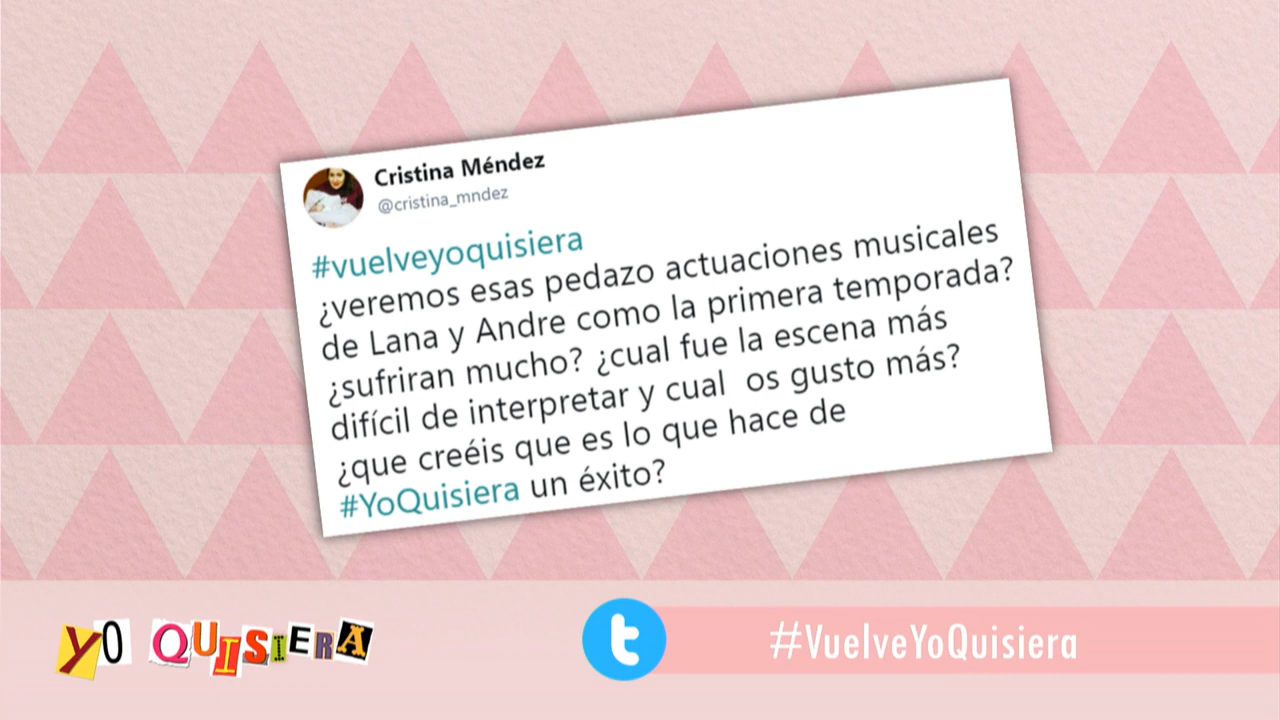 Cristina Méndez
@cristina_mndez
#vuelveyoquisiera
¿veremos esas pedazo actuaciones musicales
de Lana y Andre como la primera temporada?
¿sufriran mucho? ¿cual fue la escena más
difícil de interpretar y cual  os gusto más?
¿que creéis que es lo que hace de
#YoQuisiera un éxito?
YO QUISIERA
#VuelveYoQuisiera